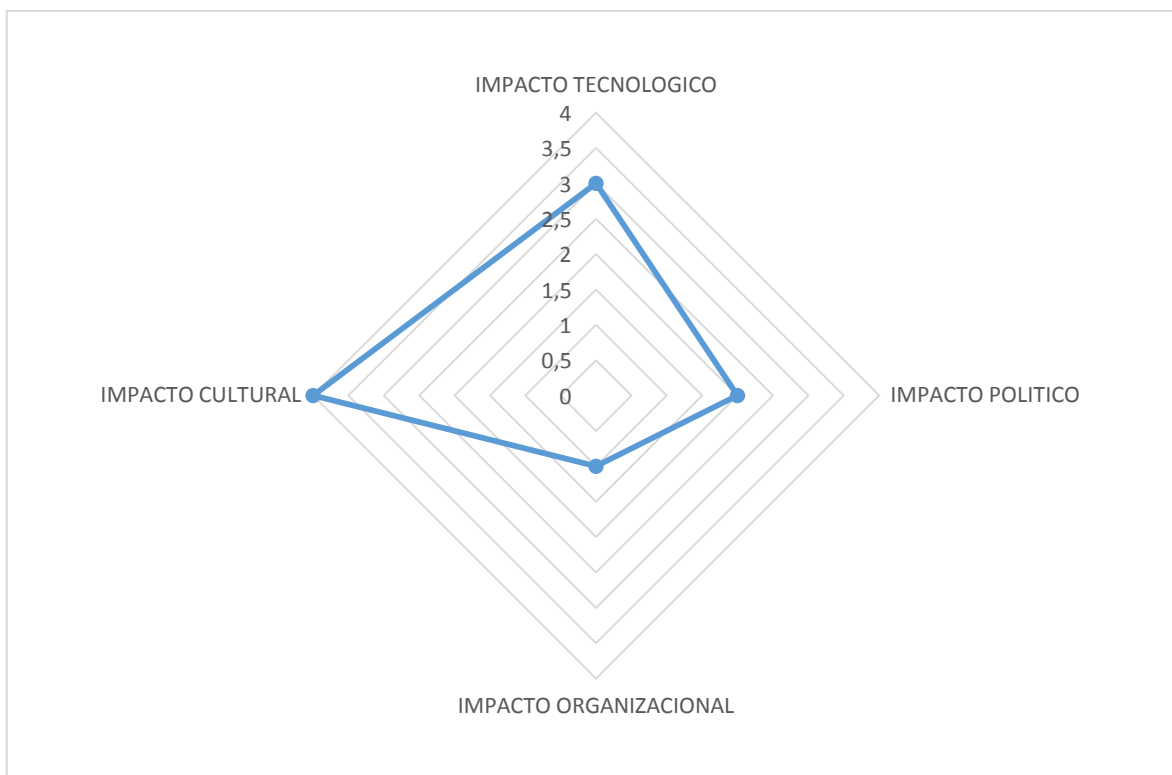 IMPACTO TECNOLOGICO
4
3,5
3
2,5
2
1,5
1
0,5
0
IMPACTO CULTURAL
IMPACTO POLITICO
IMPACTO ORGANIZACIONAL